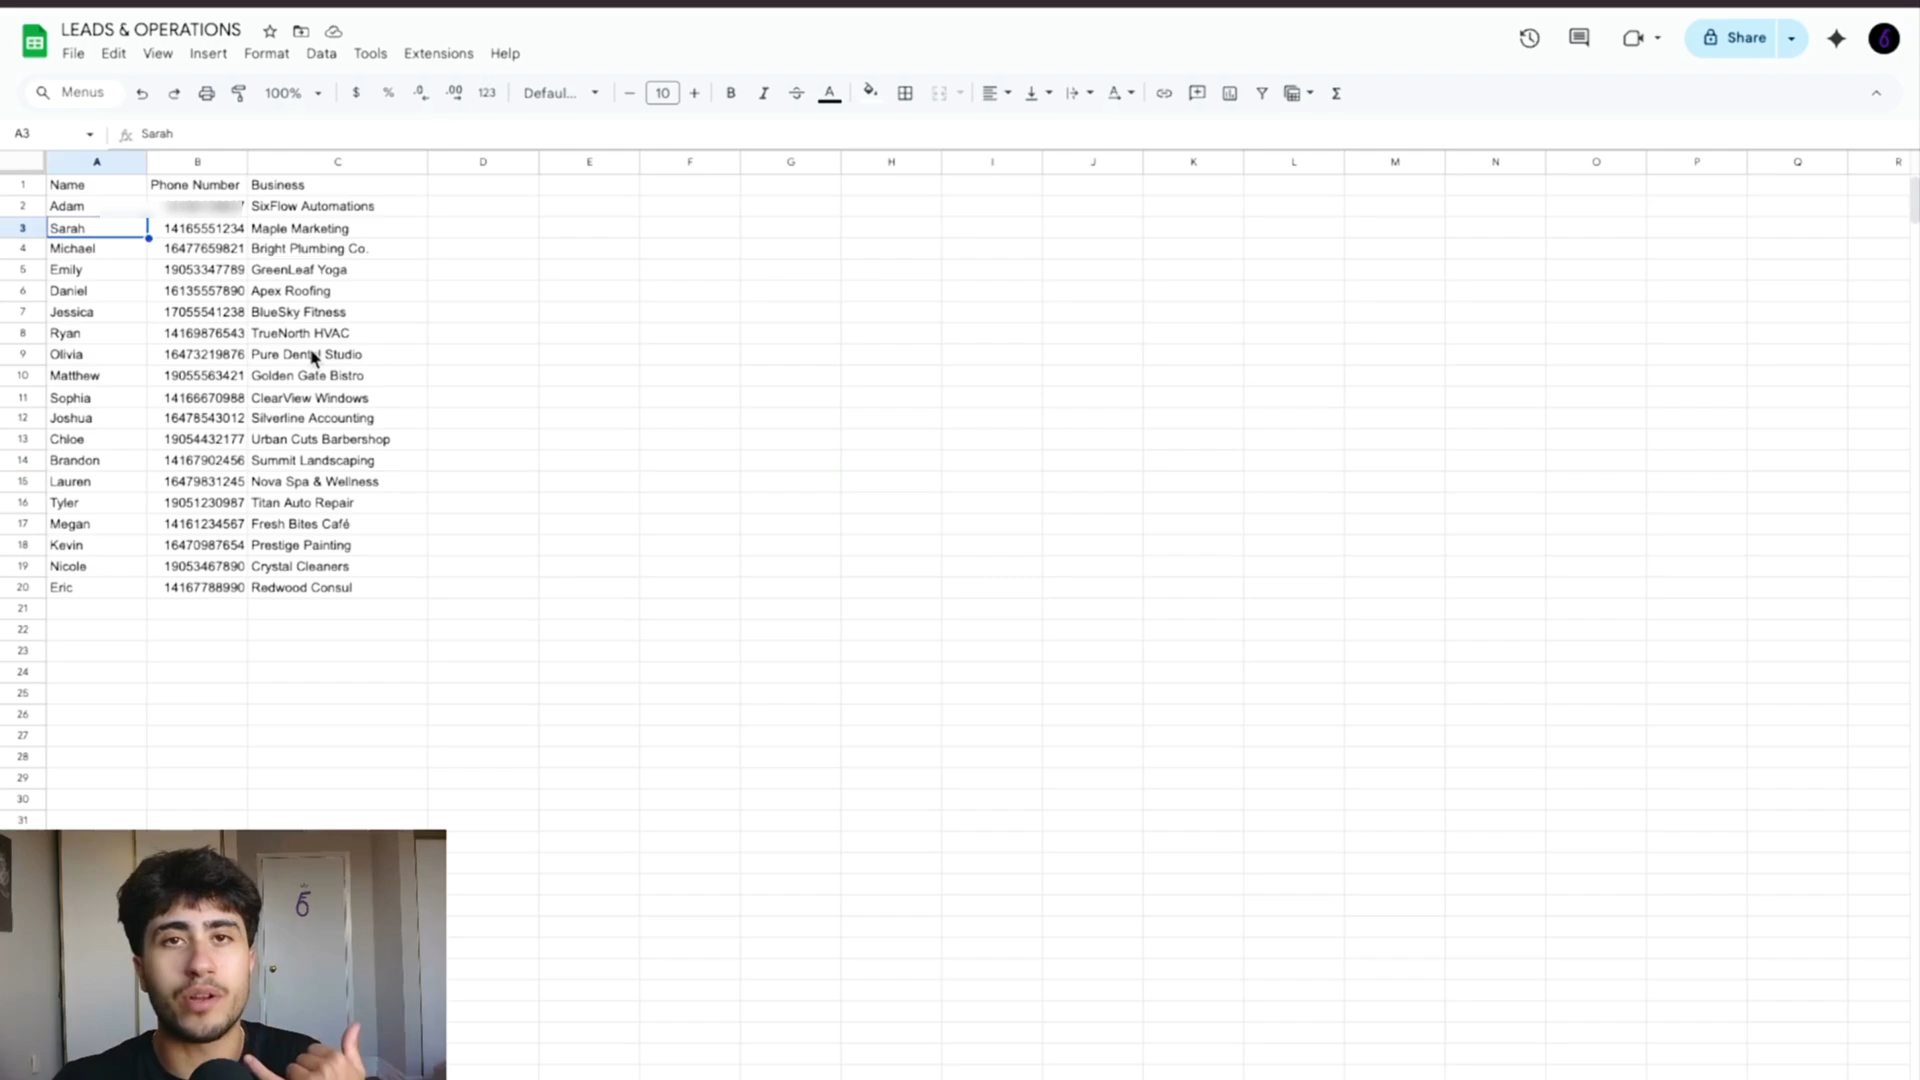 LEADS & OPERATIONS
File Edit View Insert Format Data Tools Extensions Help
Share
Menus 100% $ % .0 .00 123 Defaul... 10 B I A Σ
A3 fx Sarah
A B C D E F G H I J K L M N O P Q R
1 Name Phone Number Business
2 Adam SixFlow Automations
3 Sarah 14165551234 Maple Marketing
4 Michael 16477659821 Bright Plumbing Co.
5 Emily 19053347789 GreenLeaf Yoga
6 Daniel 16135557890 Apex Roofing
7 Jessica 17055541238 BlueSky Fitness
8 Ryan 14169876543 TrueNorth HVAC
9 Olivia 16473219876 Pure Dental Studio
10 Matthew 19055563421 Golden Gate Bistro
11 Sophia 14166670988 ClearView Windows
12 Joshua 16478543012 Silverline Accounting
13 Chloe 19054432177 Urban Cuts Barbershop
14 Brandon 14167902456 Summit Landscaping
15 Lauren 16479831245 Nova Spa & Wellness
16 Tyler 19051230987 Titan Auto Repair
17 Megan 14161234567 Fresh Bites Café
18 Kevin 16470987654 Prestige Painting
19 Nicole 19053467890 Crystal Cleaners
20 Eric 14167788990 Redwood Consul
21
22
23
24
25
26
27
28
29
30
31
6